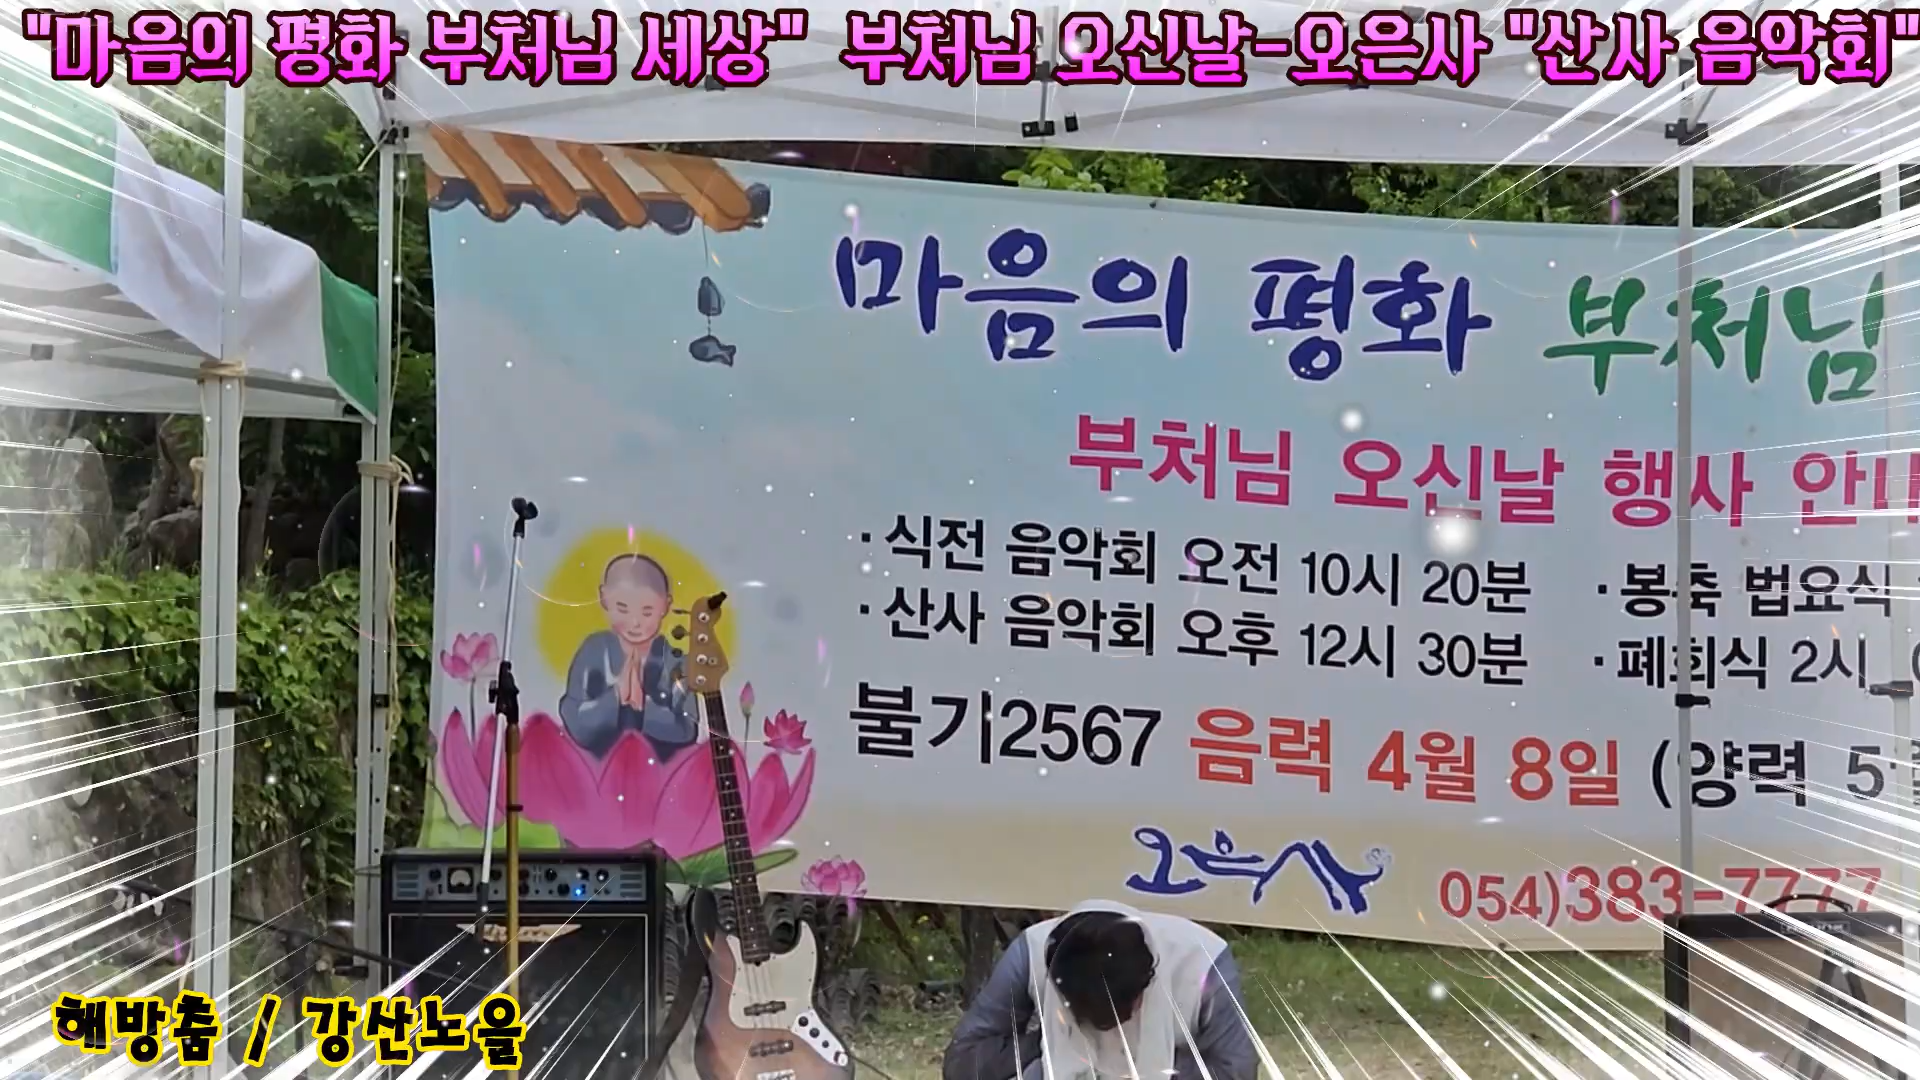 "마음의 평화 부처님 세상" 부처님 오신날-오은사 "산사 음악회"
마음의 평화 부처님
부처님 오신날 행사 안내
· 식전 음악회 오전 10시 20분 · 봉축 법요식
· 산사 음악회 오후 12시 30분 · 폐회식 2시
불기2567 음력 4월 8일 (양력 5월
오은사 054)383-7777
해방춤 / 강산노을